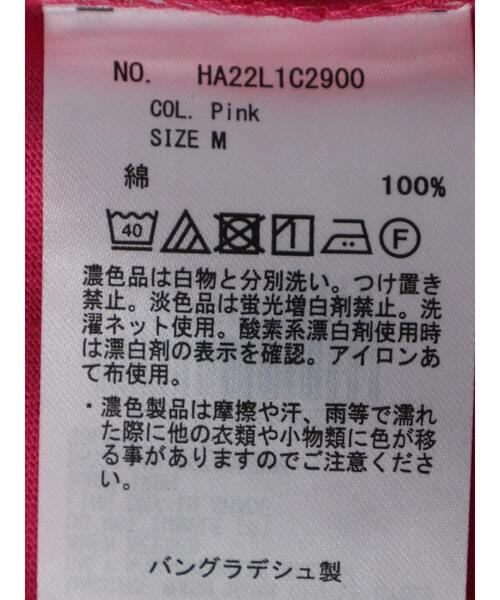 NO. HA22L1C2900
COL. Pink
SIZE M
綿 100%
40 F
濃色品は白物と分別洗い。つけ置き
禁止。淡色品は蛍光増白剤禁止。洗
濯ネット使用。酸素系漂白剤使用時
は漂白剤の表示を確認。アイロンあ
て布使用。
・濃色製品は摩擦や汗、雨等で濡れ
た際に他の衣類や小物類に色が移
る事がありますのでご注意くださ
い。
バングラデシュ製